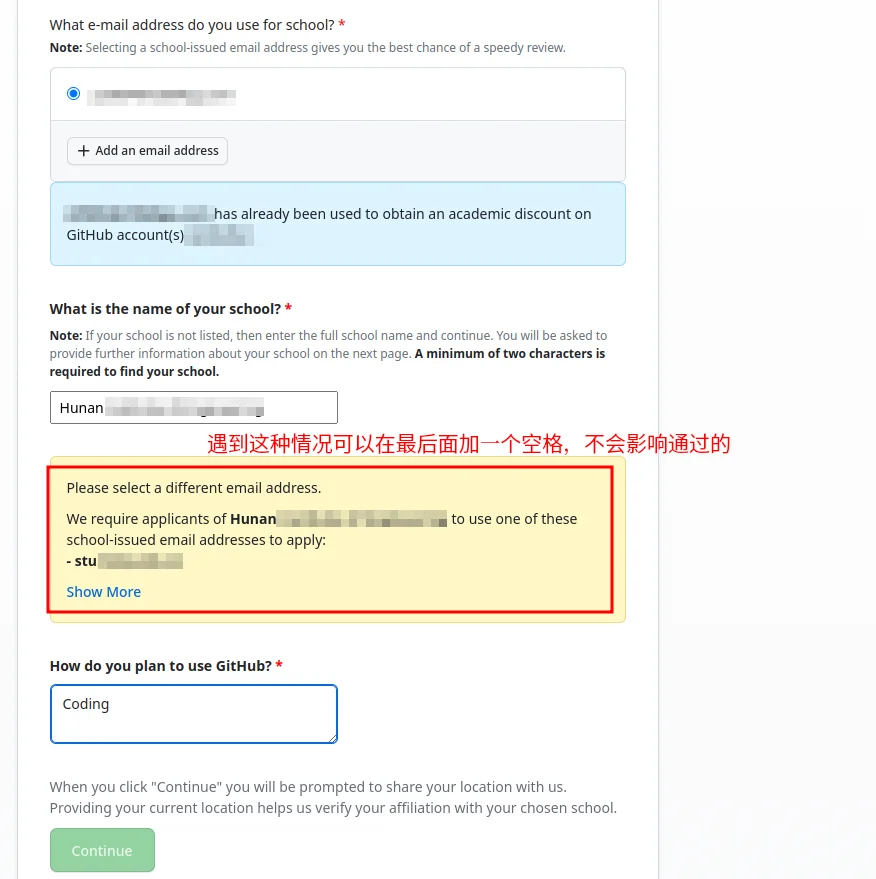 What e-mail address do you use for school? *
Note: Selecting a school-issued email address gives you the best chance of a speedy review.
+ Add an email address
has already been used to obtain an academic discount on
GitHub account(s)
What is the name of your school? *
Note: If your school is not listed, then enter the full school name and continue. You will be asked to
provide further information about your school on the next page. A minimum of two characters is
required to find your school.
Hunan
遇到这种情况可以在最后面加一个空格，不会影响通过的
Please select a different email address.
We require applicants of Hunan to use one of these
school-issued email addresses to apply:
- stu
Show More
How do you plan to use GitHub? *
Coding
When you click "Continue" you will be prompted to share your location with us.
Providing your current location helps us verify your affiliation with your chosen school.
Continue